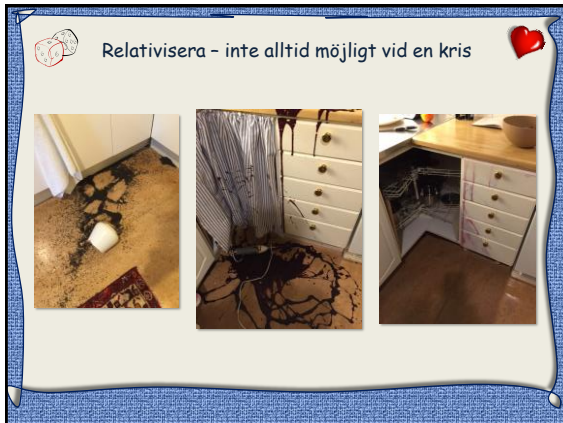 Relativisera – inte alltid möjligt vid en kris